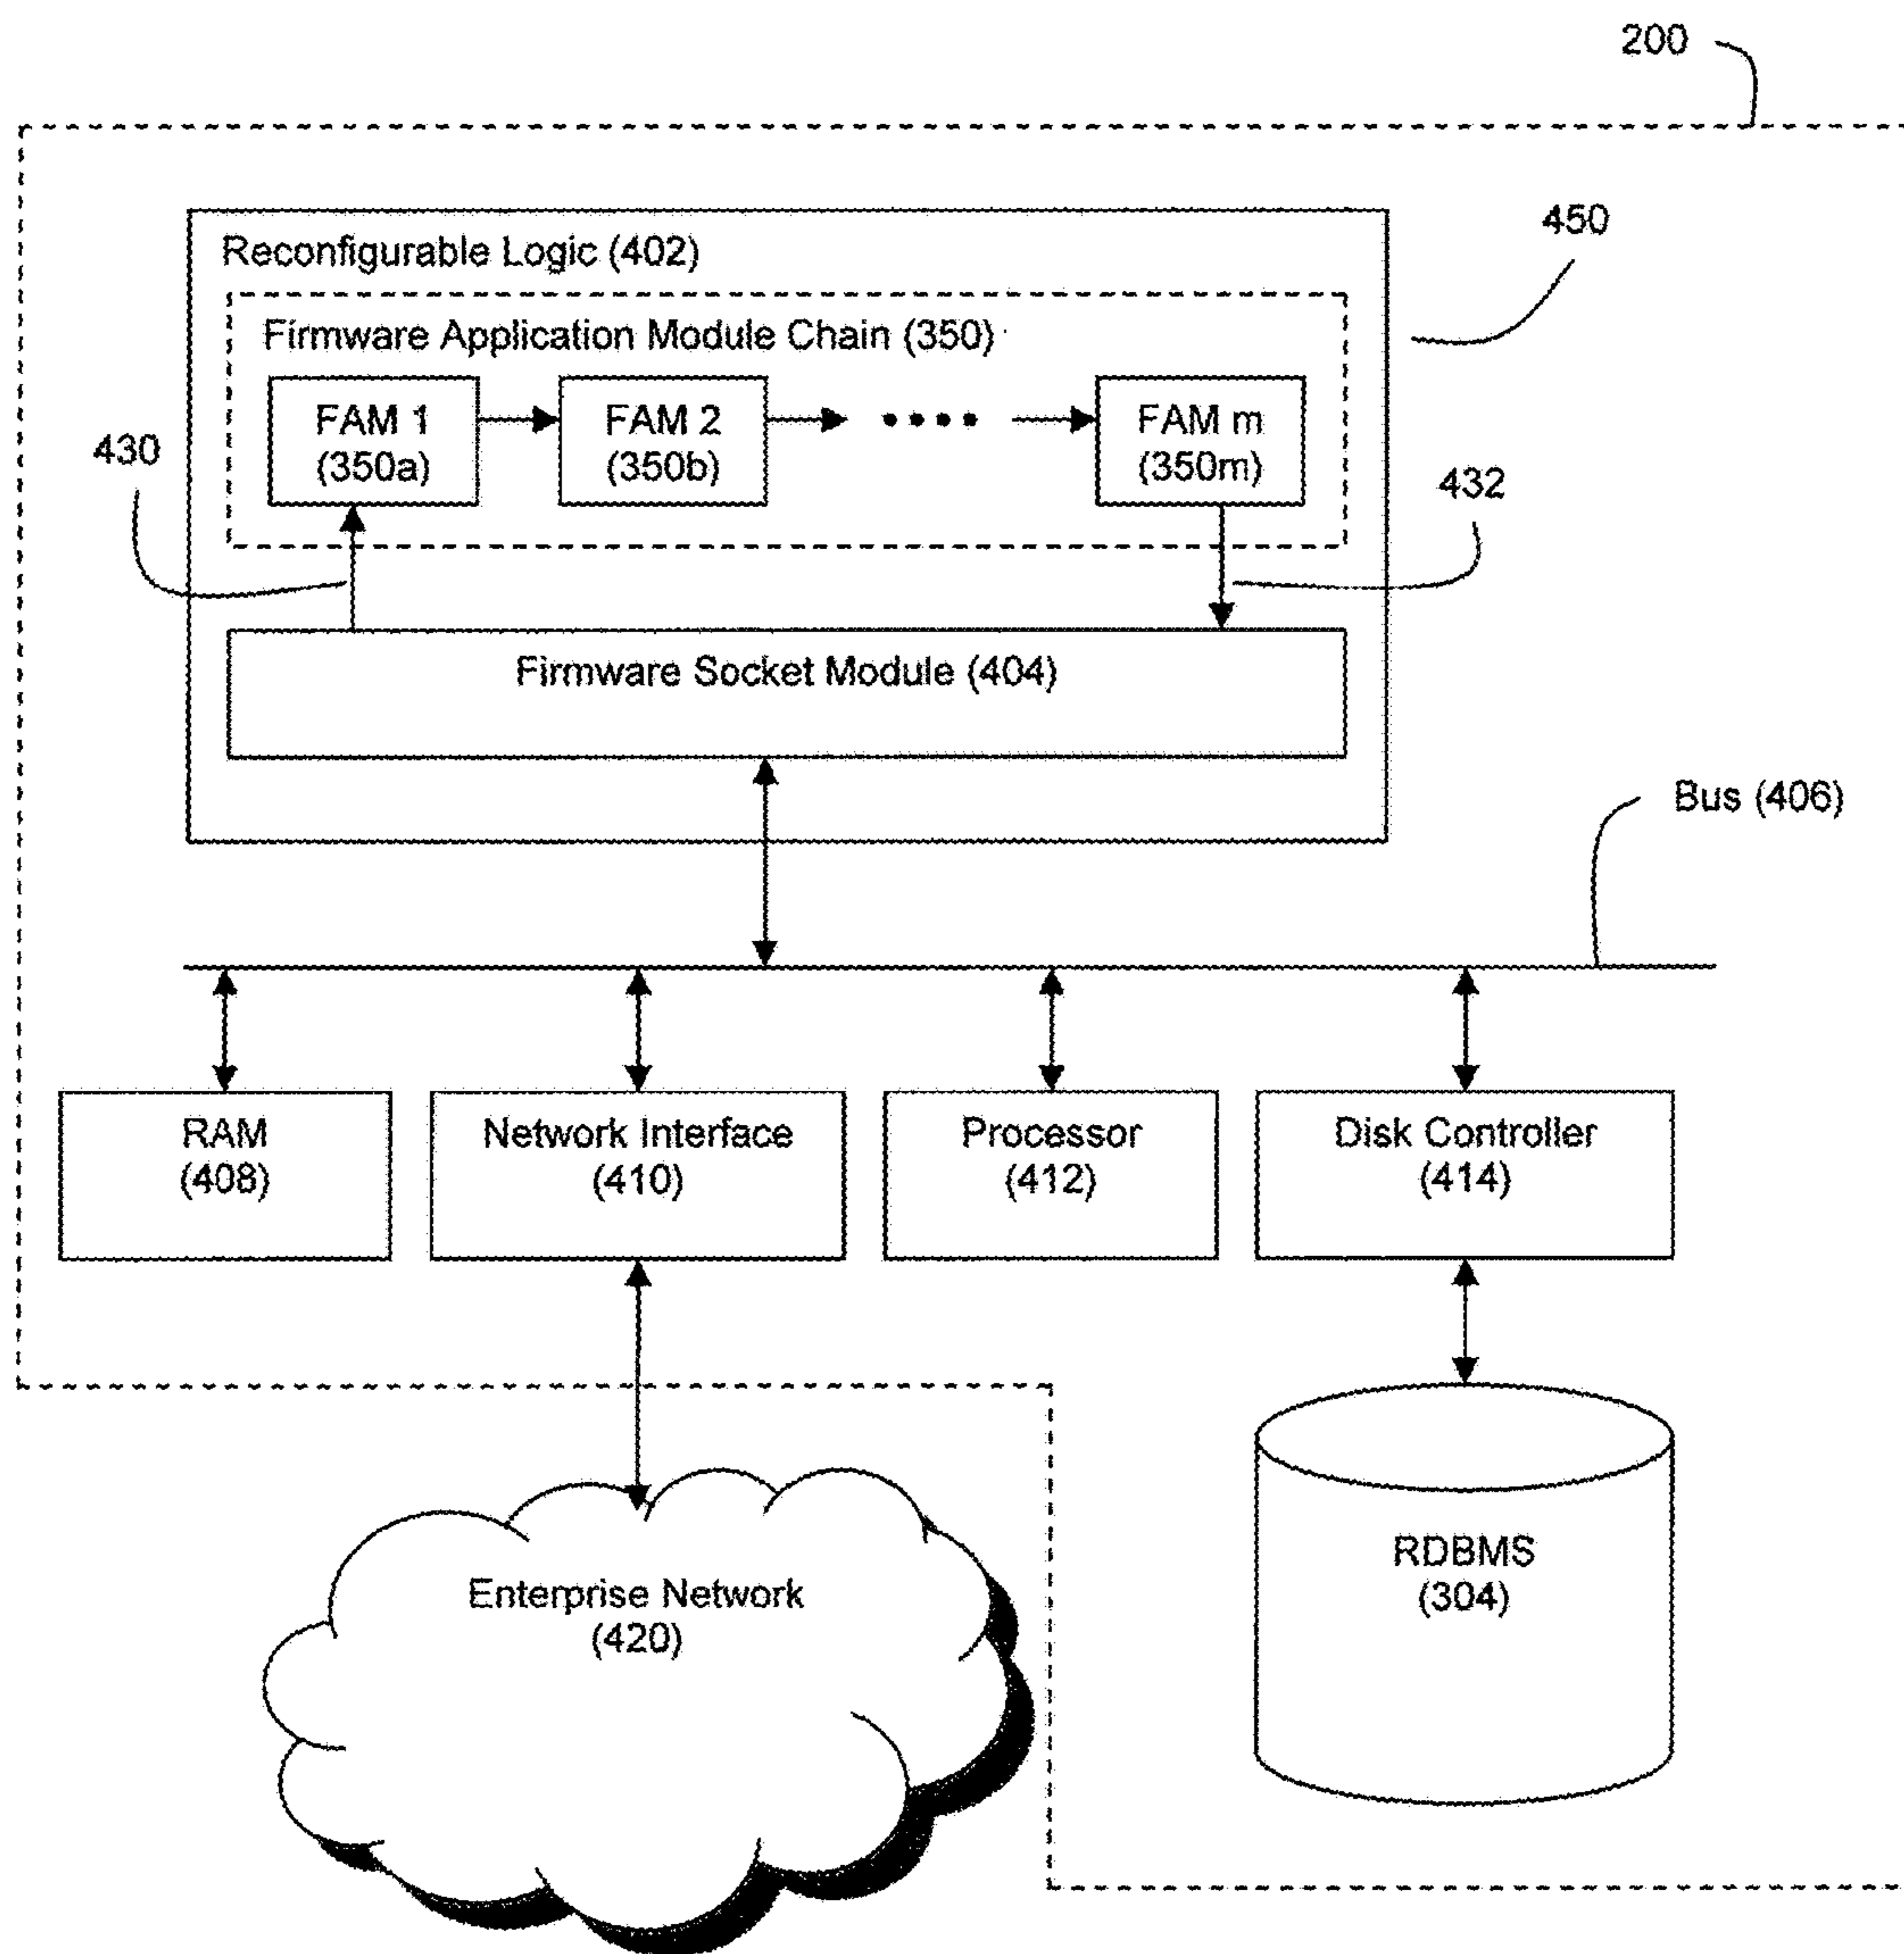 200
450
Reconfigurable Logic (402)
Firmware Application Module Chain (350)
FAM 1
(350a)
FAM 2
(350b)
FAM m
(350m)
430
432
Firmware Socket Module (404)
Bus (406)
RAM
(408)
Network Interface
(410)
Processor
(412)
Disk Controller
(414)
Enterprise Network
(420)
RDBMS
(304)